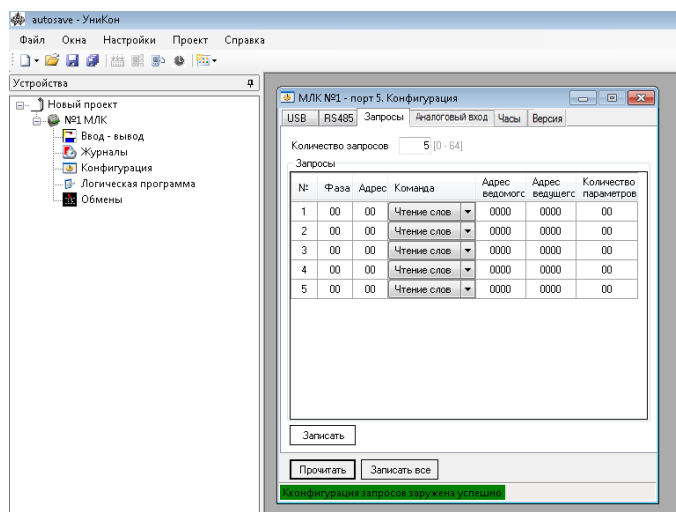 autosave - УниКон
Файл Окна Настройки Проект Справка
Устройства
Новый проект
№1 МЛК
Ввод - вывод
Журналы
Конфигурация
Логическая программа
Обмены
МЛК №1 - порт 5. Конфигурация
USB RS485 Запросы Аналоговый вход Часы Версия
Количество запросов 5 [0 - 64]
Запросы
№ Фаза Адрес Команда Адрес ведомого Адрес ведущего Количество параметров
1 00 00 Чтение слов 0000 0000 00
2 00 00 Чтение слов 0000 0000 00
3 00 00 Чтение слов 0000 0000 00
4 00 00 Чтение слов 0000 0000 00
5 00 00 Чтение слов 0000 0000 00
Записать
Прочитать Записать все
Кконфигурация запросов заружена успешно